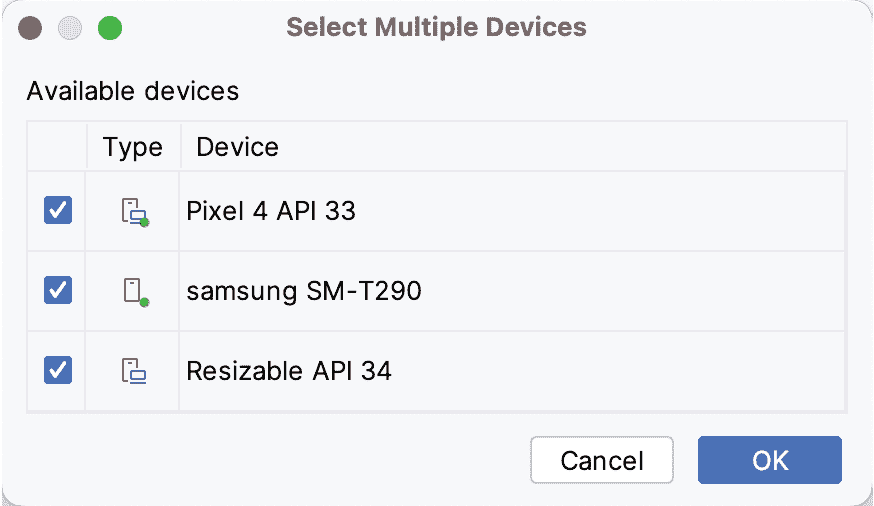 Select Multiple Devices
Available devices
Type Device
Pixel 4 API 33
samsung SM-T290
Resizable API 34
Cancel OK